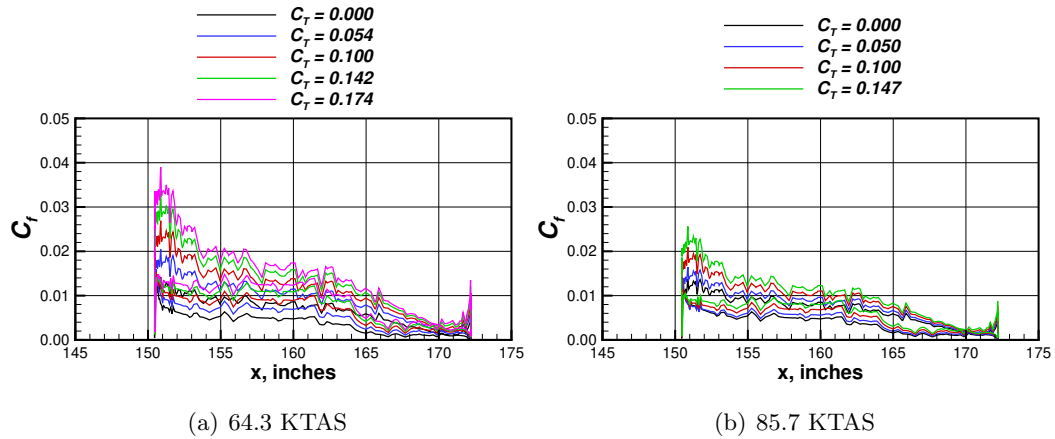 C_T = 0.000
C_T = 0.054
C_T = 0.100
C_T = 0.142
C_T = 0.174
0.05
0.04
0.03
0.02
0.01
0.00
C_f
145 150 155 160 165 170 175
x, inches
(a) 64.3 KTAS
C_T = 0.000
C_T = 0.050
C_T = 0.100
C_T = 0.147
0.05
0.04
0.03
0.02
0.01
0.00
C_f
145 150 155 160 165 170 175
x, inches
(b) 85.7 KTAS